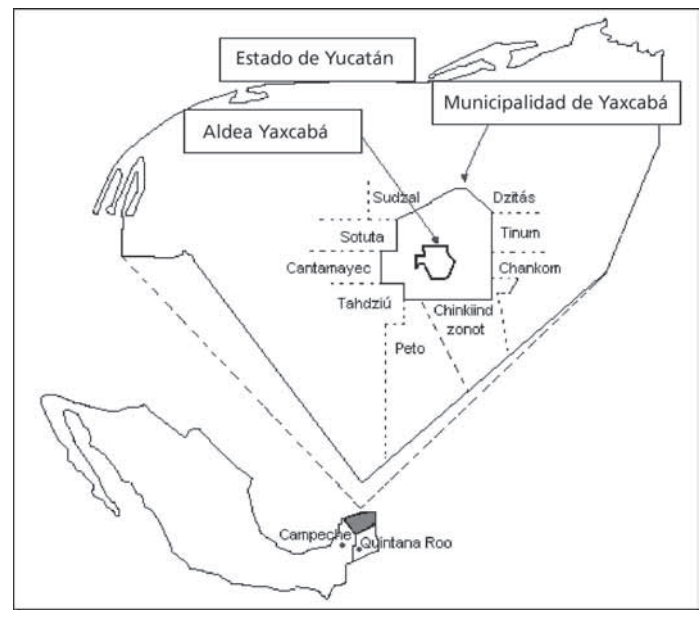 Estado de Yucatán
Municipalidad de Yaxcabá
Aldea Yaxcabá
Sudzal
Dzitás
Sotuta
Tinum
Cantamayec
Chankom
Tahdziú
Chinkiind
zonot
Peto
Campeche
Quintana Roo